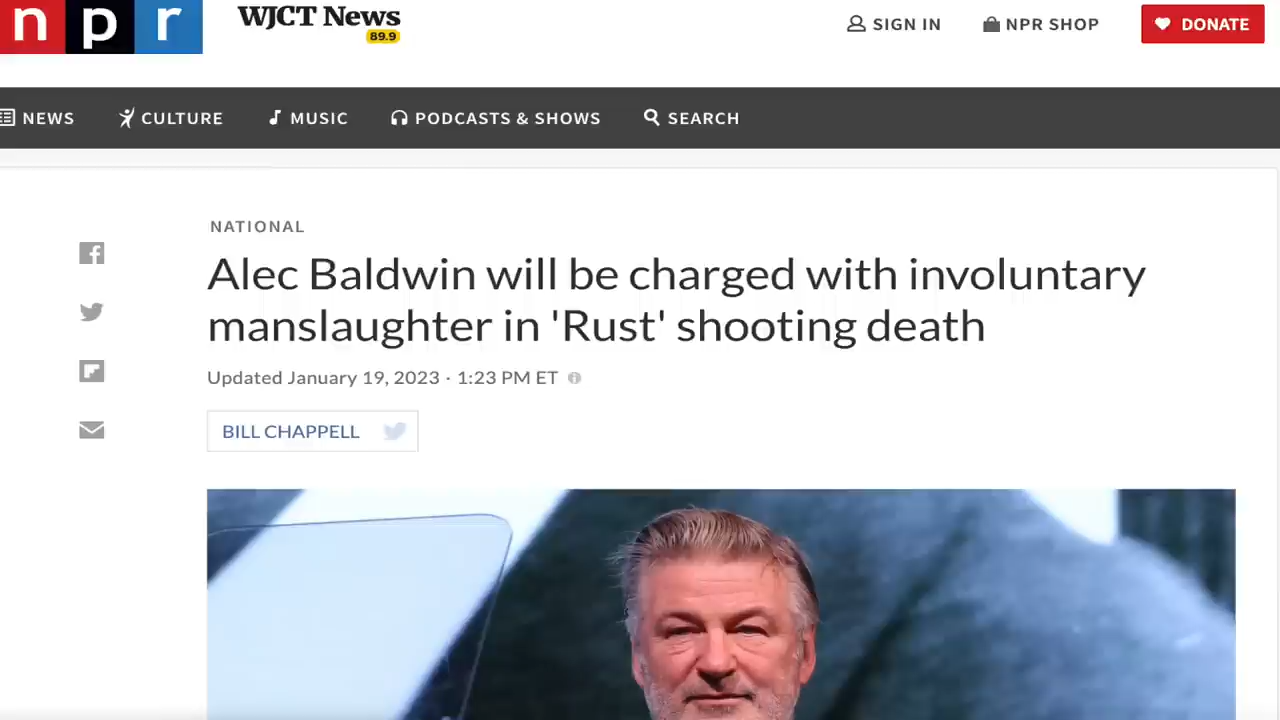 npr
WJCT News
89.9
SIGN IN
NPR SHOP
DONATE
NEWS
CULTURE
MUSIC
PODCASTS & SHOWS
SEARCH
NATIONAL
Alec Baldwin will be charged with involuntary
manslaughter in 'Rust' shooting death
Updated January 19, 2023 · 1:23 PM ET
BILL CHAPPELL